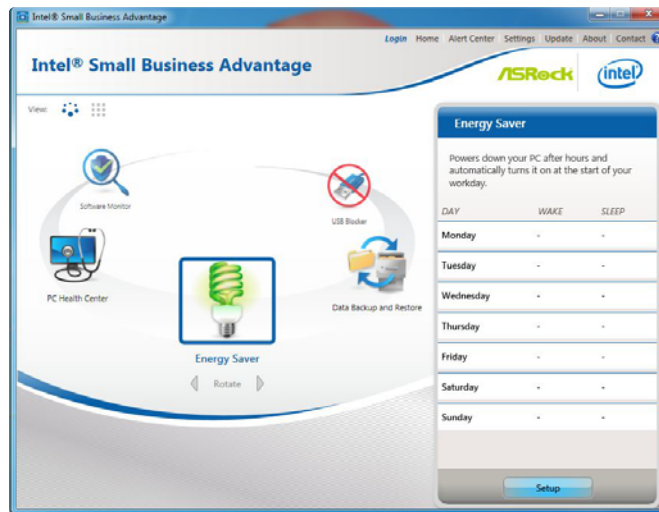 Intel® Small Business Advantage
Login Home Alert Center Settings Update About Contact ?
Intel® Small Business Advantage
ASRock
intel
View:
Software Monitor
USB Blocker
PC Health Center
Data Backup and Restore
Energy Saver
Rotate
Energy Saver
Powers down your PC after hours and
automatically turns it on at the start of your
workday.
DAY WAKE SLEEP
Monday - -
Tuesday - -
Wednesday - -
Thursday - -
Friday - -
Saturday - -
Sunday - -
Setup